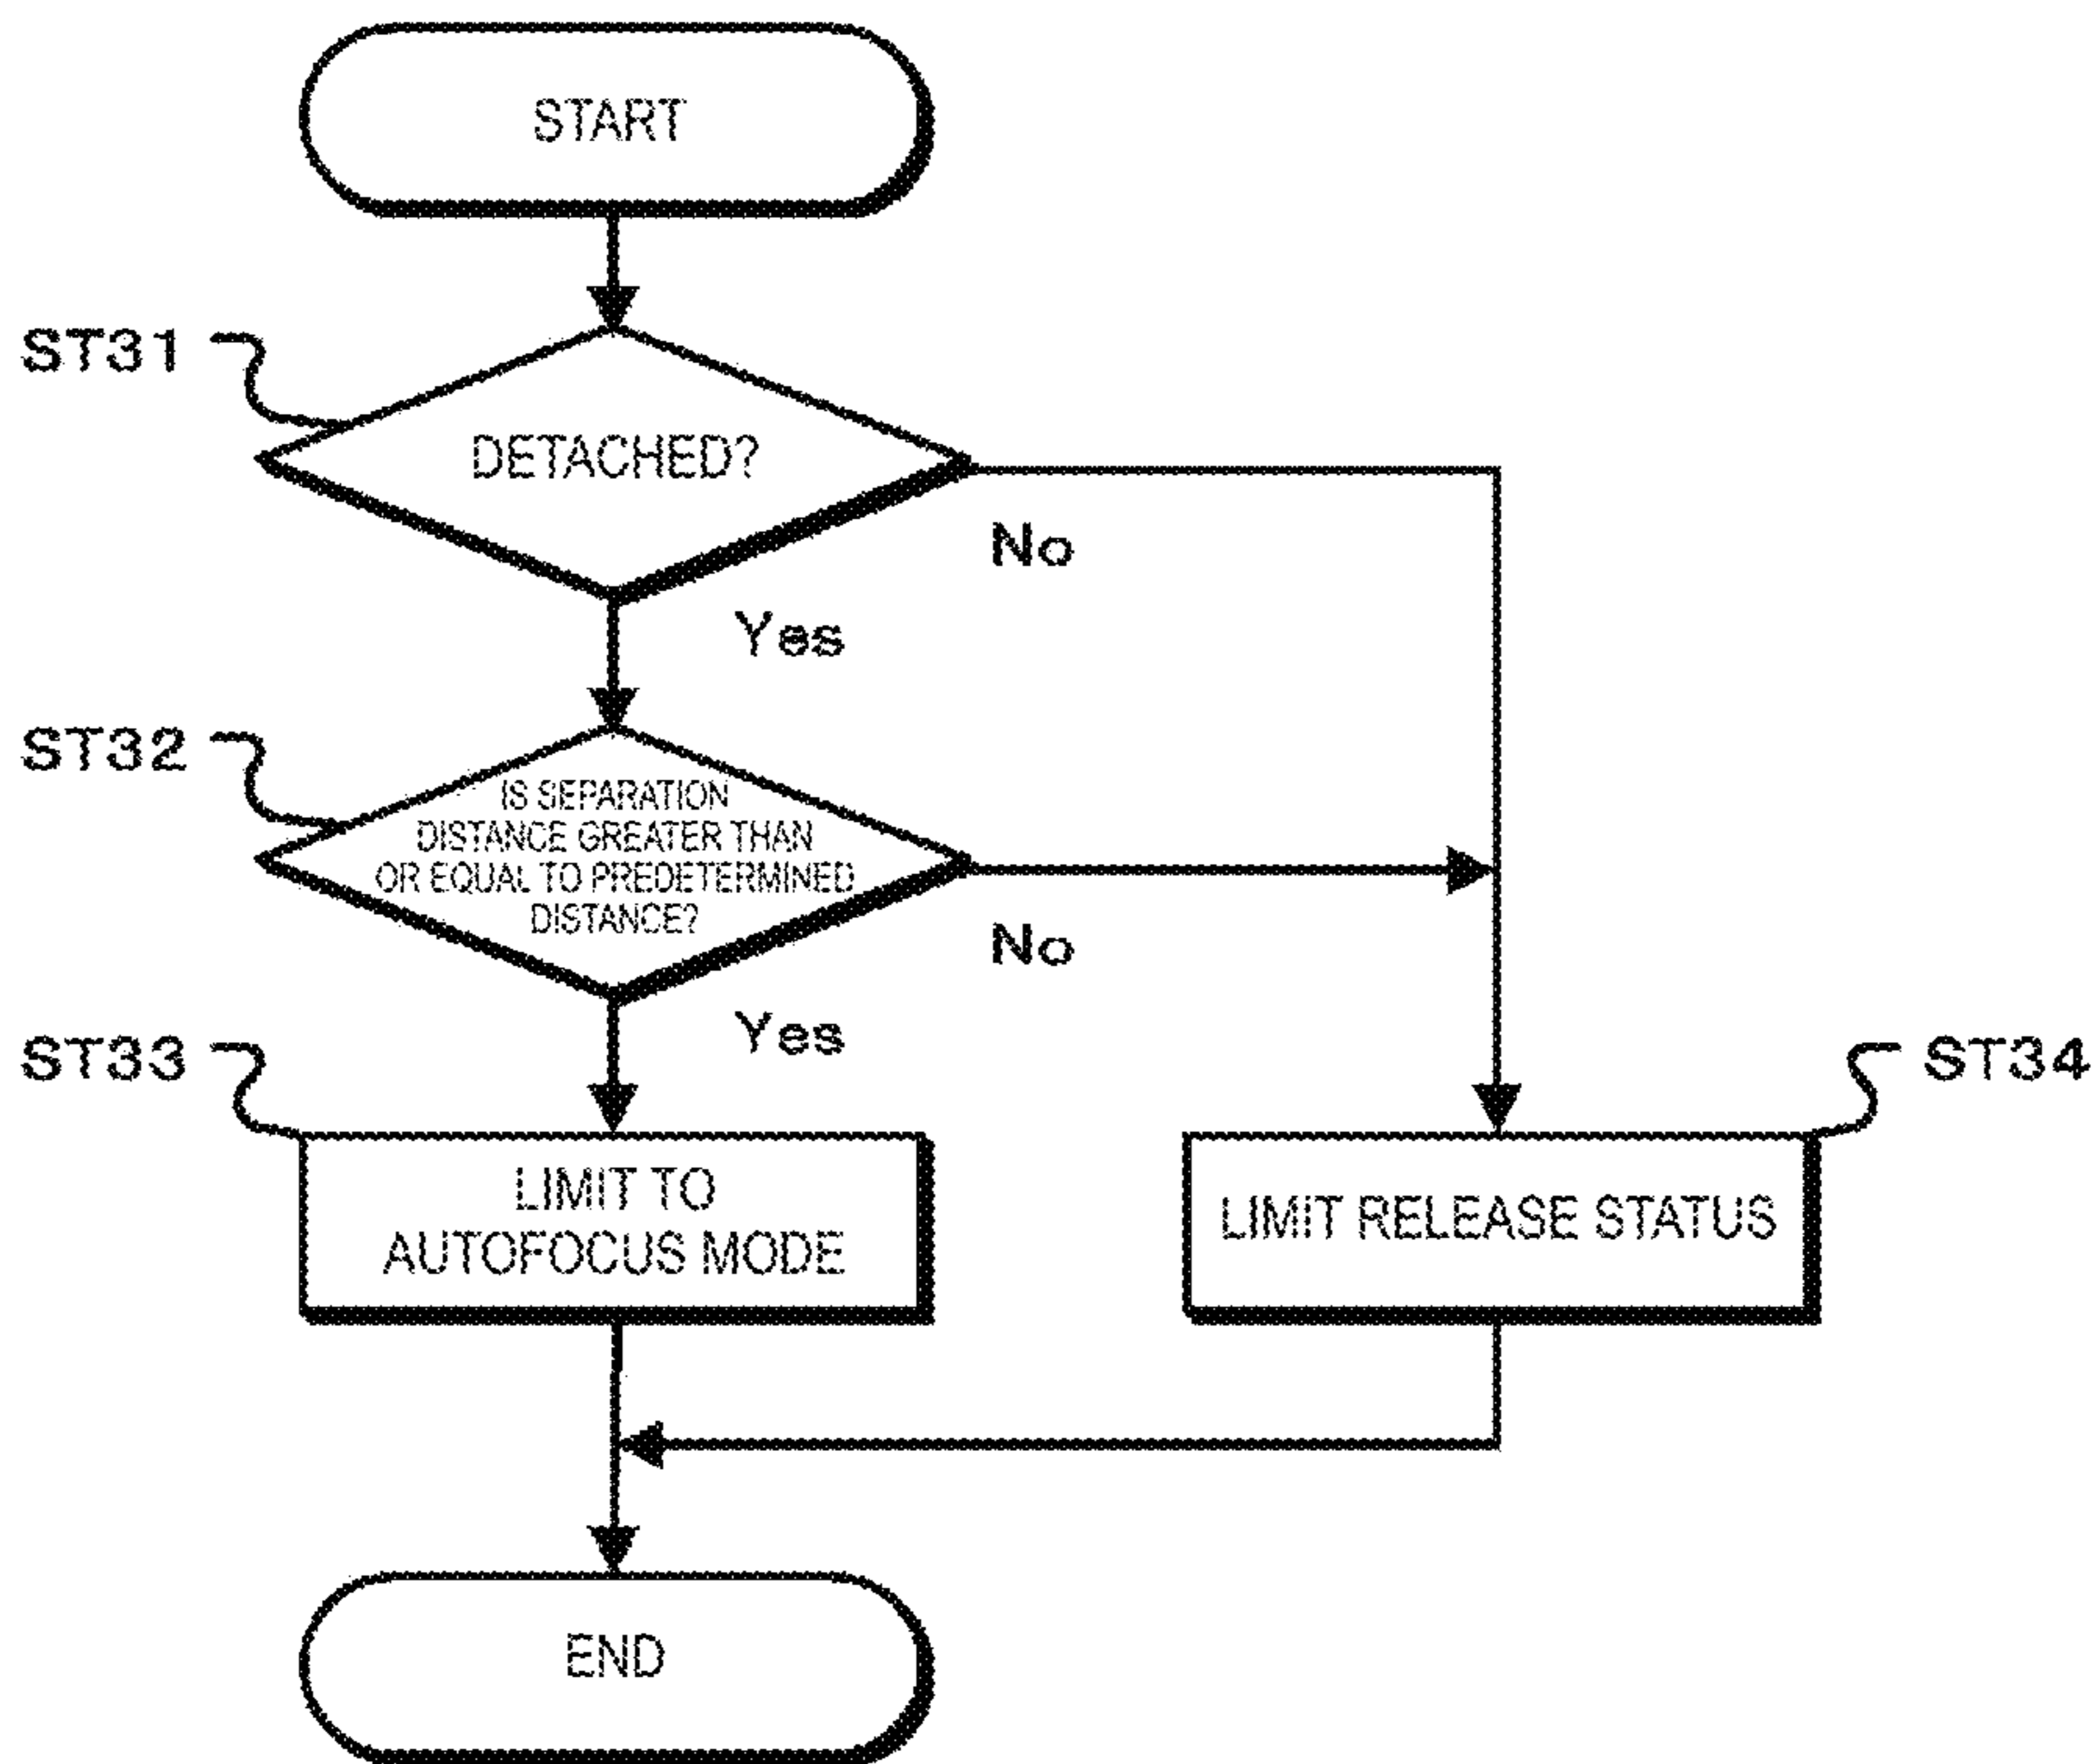 START
ST31
DETACHED?
No
Yes
ST32
IS SEPARATION
DISTANCE GREATER THAN
OR EQUAL TO PREDETERMINED
DISTANCE?
No
Yes
ST33
ST34
LIMIT TO
AUTOFOCUS MODE
LIMIT RELEASE STATUS
END